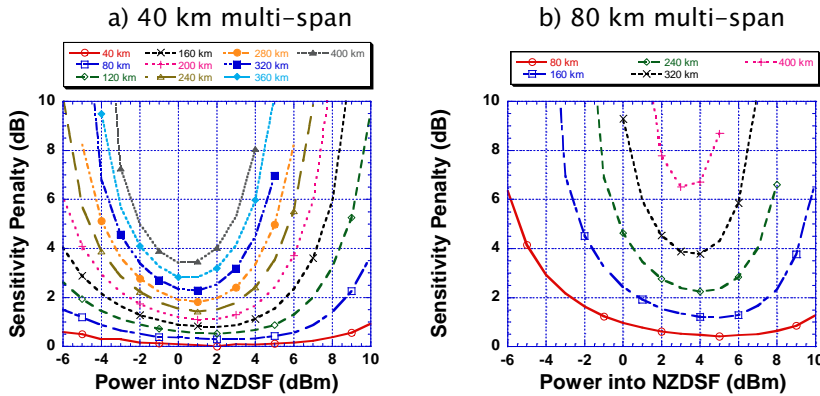 a) 40 km multi-span
b) 80 km multi-span
40 km 160 km 280 km 400 km
80 km 200 km 320 km
120 km 240 km 360 km
80 km 240 km 400 km
160 km 320 km
Sensitivity Penalty (dB)
10
8
6
4
2
0
-6 -4 -2 0 2 4 6 8 10
Power into NZDSF (dBm)
Sensitivity Penalty (dB)
10
8
6
4
2
0
-6 -4 -2 0 2 4 6 8 10
Power into NZDSF (dBm)